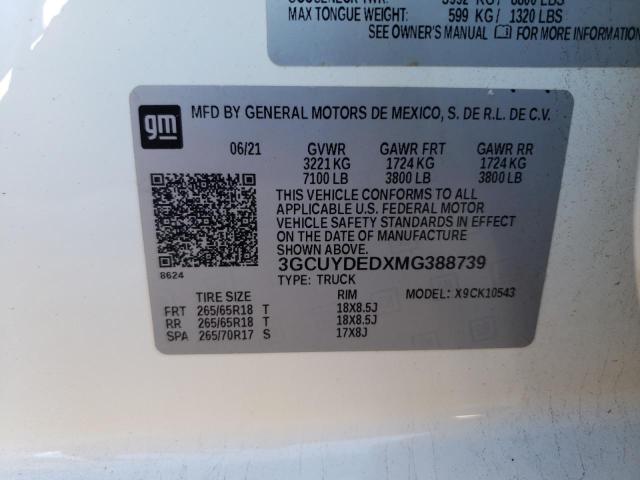 MAX TONGUE WEIGHT: 599 KG / 1320 LBS
SEE OWNER'S MANUAL FOR MORE INFORMATION
gm
MFD BY GENERAL MOTORS DE MEXICO, S. DE R.L. DE C.V.
06/21 GVWR GAWR FRT GAWR RR
3221 KG 1724 KG 1724 KG
7100 LB 3800 LB 3800 LB
THIS VEHICLE CONFORMS TO ALL
APPLICABLE U.S. FEDERAL MOTOR
VEHICLE SAFETY STANDARDS IN
EFFECT ON THE DATE OF MANUFACTURE
SHOWN ABOVE.
3GCUYDEDXMG388739
8624
TYPE: TRUCK
MODEL: X9CK10543
TIRE SIZE RIM
FRT 265/65R18 T 18X8.5J
RR 265/65R18 T 18X8.5J
SPA 265/70R17 S 17X8J